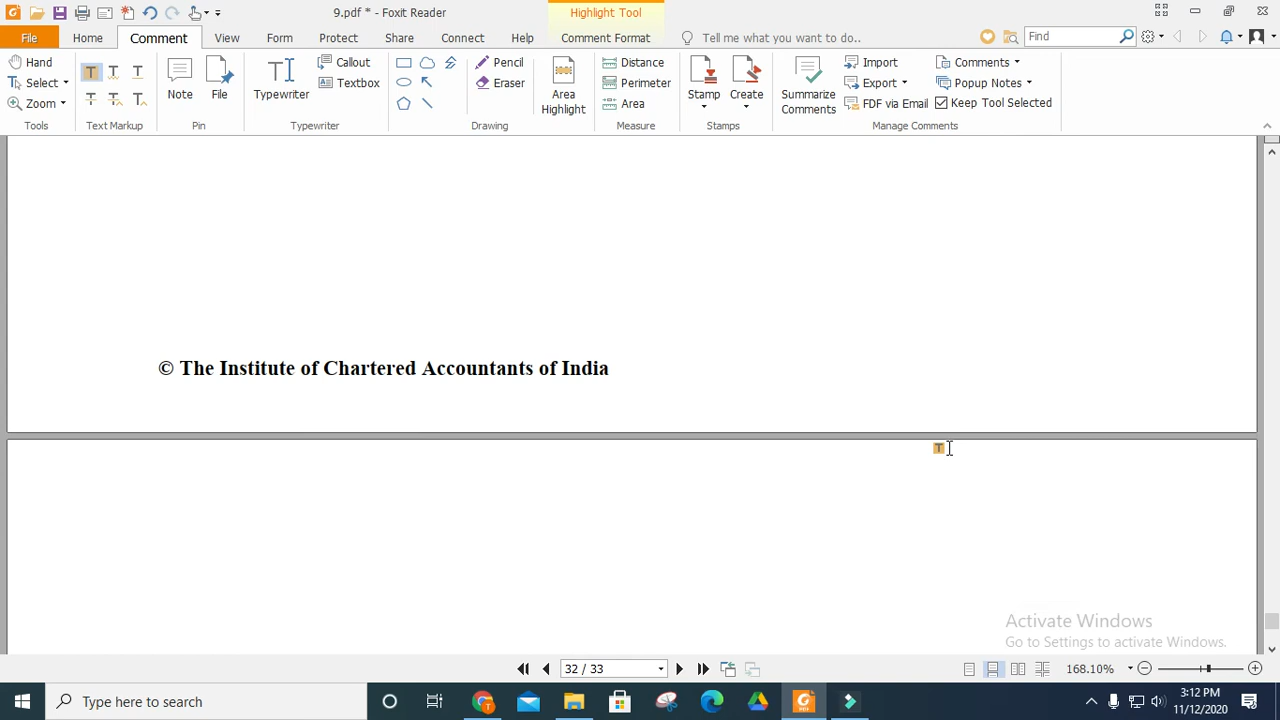 9.pdf * - Foxit Reader
Highlight Tool
File
Home
Comment
View
Form
Protect
Share
Connect
Help
Comment Format
Tell me what you want to do..
Find
Hand
Select
Zoom
Tools
Text Markup
Note
File
Pin
Typewriter
Callout
Textbox
Typewriter
Pencil
Eraser
Drawing
Area Highlight
Distance
Perimeter
Area
Measure
Stamp
Create
Stamps
Summarize Comments
Import
Export
FDF via Email
Comments
Popup Notes
Keep Tool Selected
Manage Comments
© The Institute of Chartered Accountants of India
Activate Windows
Go to Settings to activate Windows.
32 / 33
168.10%
Type here to search
3:12 PM
11/12/2020